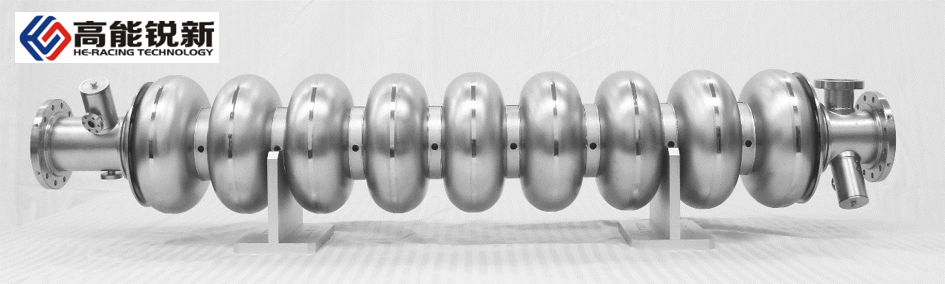 高能锐新
HE-RACING TECHNOLOGY